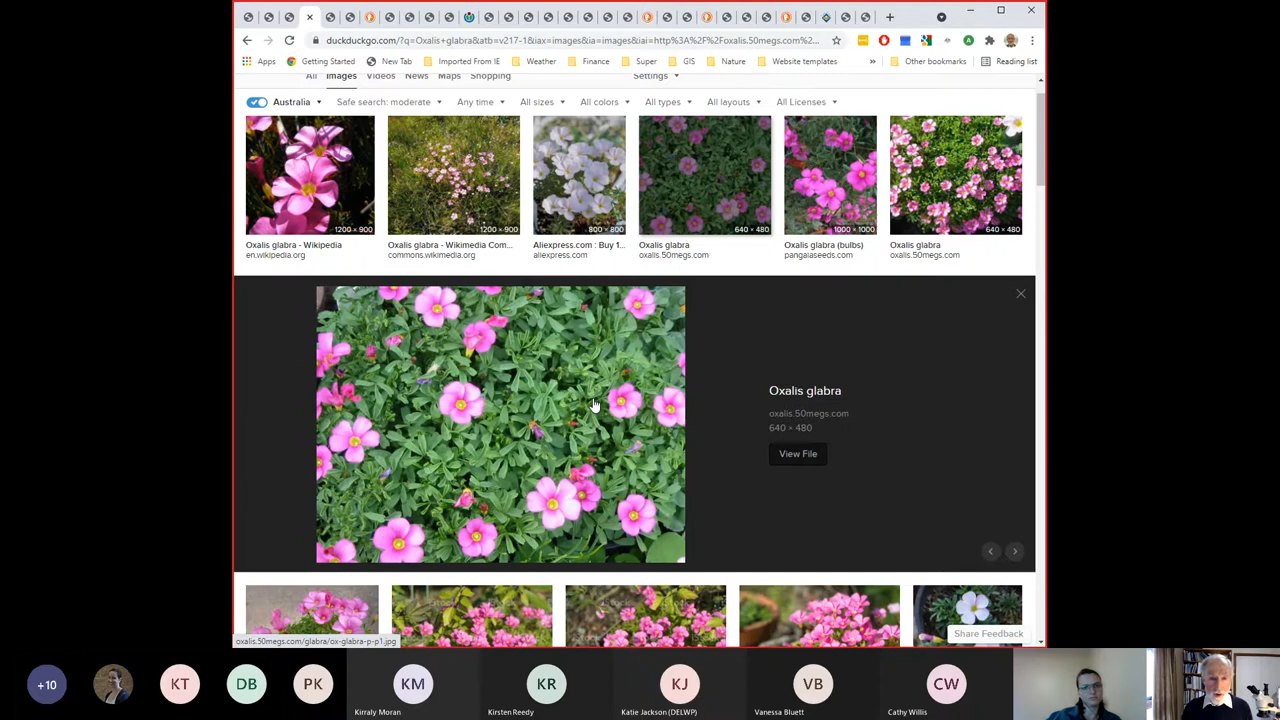 duckduckgo.com/?q=Oxalis+glabra&atb=v217-1&iax=images&ia=images&iai=http%3A%2F%2Foxalis.50megs.com%2...
Apps Getting Started New Tab Imported From IE Weather Finance Super GIS Nature Website templates » Other bookmarks Reading list
All Images Videos News Maps Shopping Settings
Australia Safe search: moderate Any time All sizes All colors All types All layouts All Licenses
1200 × 900 1200 × 900 800 × 800 640 × 480 1000 × 1000 640 × 480
Oxalis glabra - Wikipedia Oxalis glabra - Wikimedia Com... Aliexpress.com : Buy 1... Oxalis glabra Oxalis glabra (bulbs) Oxalis glabra
en.wikipedia.org commons.wikimedia.org aliexpress.com oxalis.50megs.com pangaiaseeds.com oxalis.50megs.com
Oxalis glabra
oxalis.50megs.com
640 × 480
View File
Share Feedback
oxalis.50megs.com/glabra/ox-glabra-p-p1.jpg
+10 KT DB PK KM KR KJ VB CW
Kirraly Moran Kirsten Reedy Katie Jackson (DELWP) Vanessa Bluett Cathy Willis